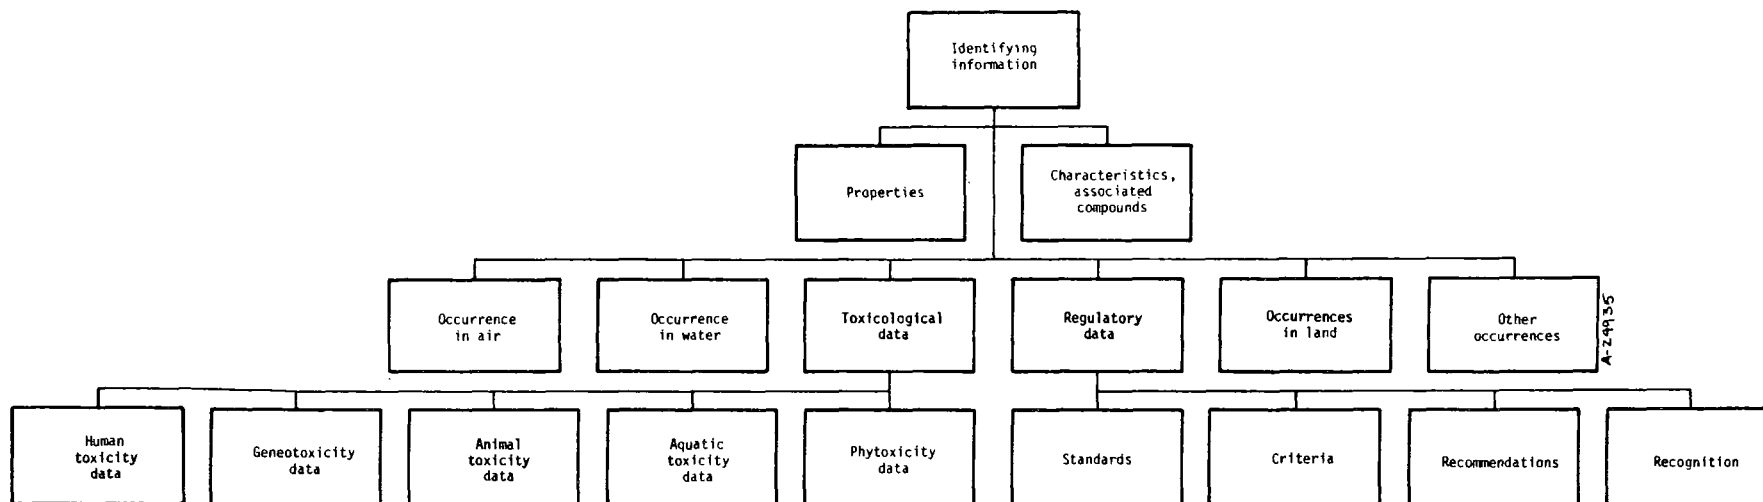 Identifying
information
Properties
Characteristics,
associated
compounds
Occurrence
in air
Occurrence
in water
Toxicological
data
Regulatory
data
Occurrences
in land
Other
occurrences
A-24935
Human
toxicity
data
Geneotoxicity
data
Animal
toxicity
data
Aquatic
toxicity
data
Phytoxicity
data
Standards
Criteria
Recommendations
Recognition